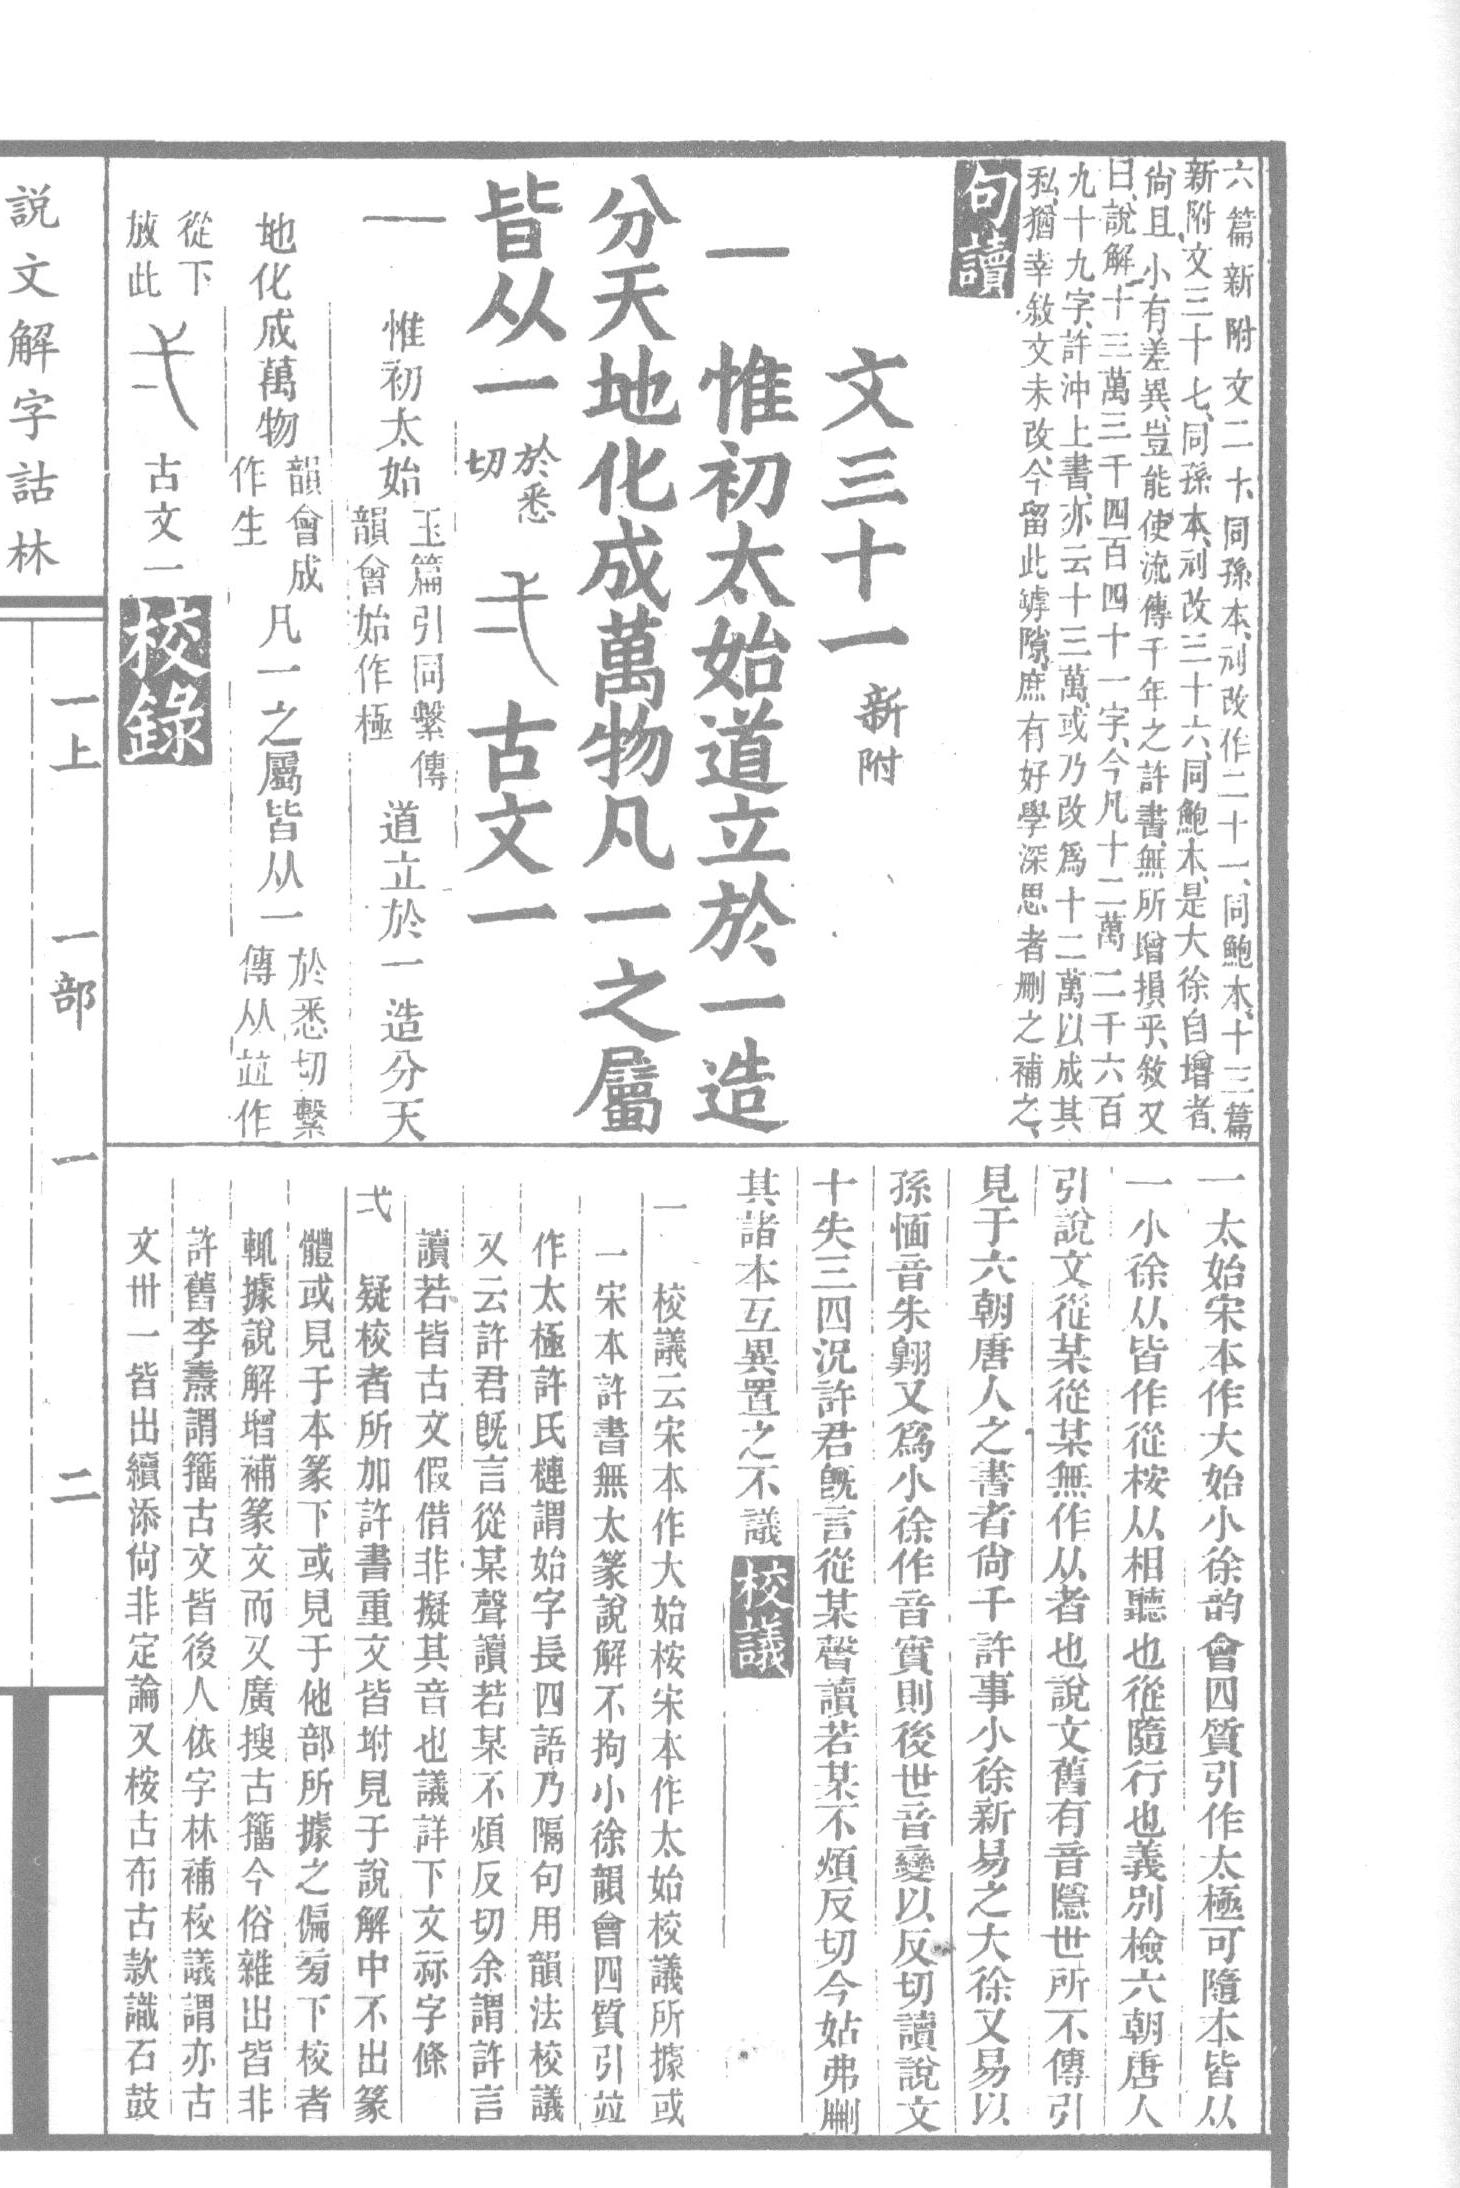 六篇新附文二十、同孫本、刓改作二十一、同鮑本、十三篇
新附文三十七、同孫本、刓改三十六、同鮑本、是大徐自增者、
尙且小有差異、豈能使流傳千年之許書、無所增損乎、敘又
曰、說解十三萬三千四百四十一字、今凡十二萬二千六百
九十九字、許沖上書、亦云十三萬、或乃改爲十二萬以成其
私、猶幸敘文未改、今留此罅隙、庶有好學深思者刪之補之、
句讀
文三十一 新附
一 惟初太始道立於一造
分天地化成萬物凡一之屬
皆从一 於悉切 弌 古文一
一 惟初太始 玉篇引同繫傳韻會始作極 道立於一造分天
地化成萬物 韻會成作生 凡一之屬皆从一 於悉切繫傳从竝作
從下放此 弌 古文一 校錄
一太始宋本作大始小徐韵會四質引作太極可隨本皆从
一小徐从皆作從桉从相聽也從隨行也義別檢六朝唐人
引說文從某從某無作从者也說文舊有音隱世所不傳引
見于六朝唐人之書者尙千許事小徐新易之大徐又易以
孫愐音朱翱又爲小徐作音實則後世音變以反切讀說文
十失三四況許君旣言從某聲讀若某不煩反切今姑弗刪
其諸本互異置之不議 校議
一 校議云宋本作大始桉宋本作太始校議所據或
一宋本許書無太篆說解不拘小徐韻會四質引竝
作太極許氏槤謂始字長四語乃隔句用韻法校議
又云許君旣言從某聲讀若某不煩反切余謂許言
讀若皆古文假借非擬其音也議詳下文祘字條
弌 疑校者所加許書重文皆坿見于說解中不出篆
體或見于本篆下或見于他部所據之偏旁下校者
輒據說解增補篆文而又廣搜古籀今俗雜出皆非
許舊李燾謂籀古文皆後人依字林補校議謂亦古
文卅一皆出續添尙非定論又桉古布古款識石鼓
說文解字詁林
一上
一部
一
二